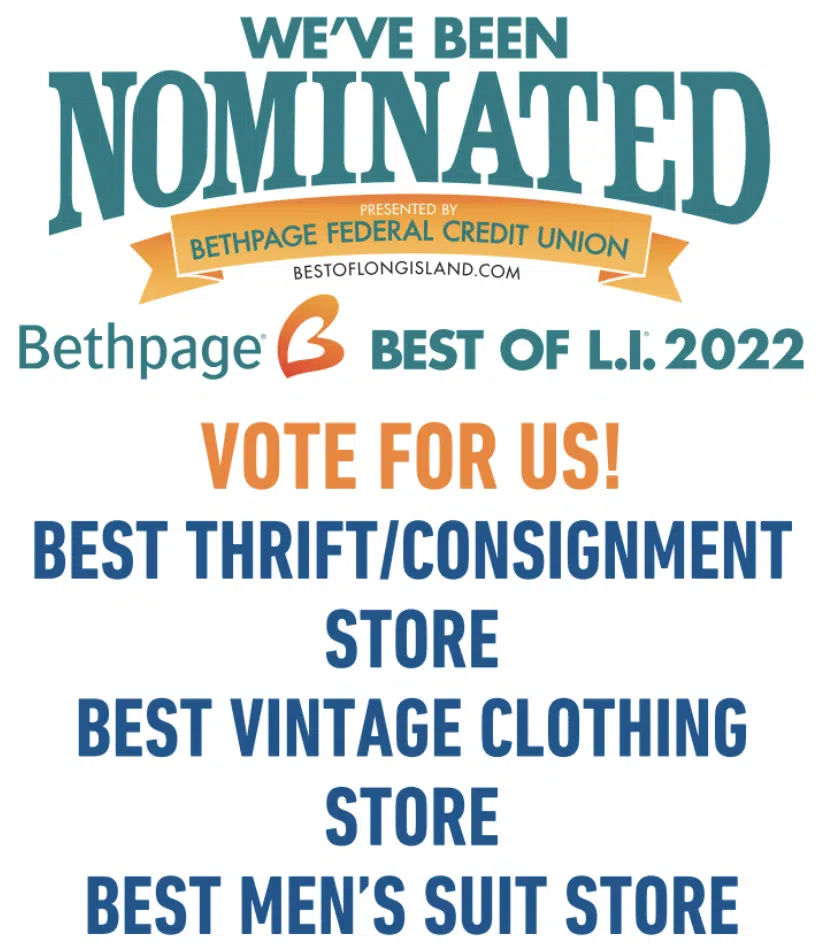 WE'VE BEEN
NOMINATED
PRESENTED BY
BETHPAGE FEDERAL CREDIT UNION
BESTOFLONGISLAND.COM
Bethpage® BEST OF L.I.® 2022
VOTE FOR US!
BEST THRIFT/CONSIGNMENT
STORE
BEST VINTAGE CLOTHING
STORE
BEST MEN'S SUIT STORE